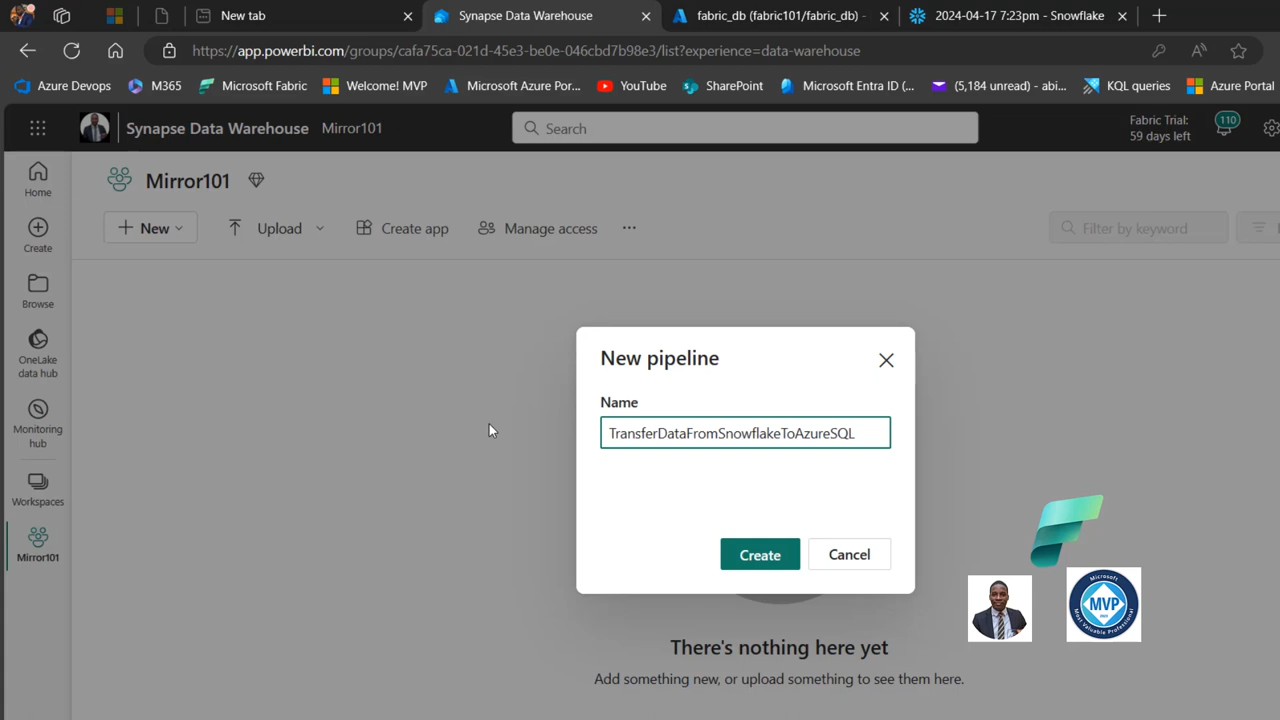 New tab
Synapse Data Warehouse
fabric_db (fabric101/fabric_db) -
2024-04-17 7:23pm - Snowflake
https://app.powerbi.com/groups/cafa75ca-021d-45e3-be0e-046cbd7b98e3/list?experience=data-warehouse
Azure Devops
M365
Microsoft Fabric
Welcome! MVP
Microsoft Azure Por...
YouTube
SharePoint
Microsoft Entra ID (...
(5,184 unread) - abi...
KQL queries
Azure Portal
Synapse Data Warehouse
Mirror101
Search
Fabric Trial:
59 days left
110
Home
Create
Browse
OneLake
data hub
Monitoring
hub
Workspaces
Mirror101
Mirror101
New
Upload
Create app
Manage access
Filter by keyword
New pipeline
Name
TransferDataFromSnowflakeToAzureSQL
Create
Cancel
There's nothing here yet
Add something new, or upload something to see them here.
Microsoft
MVP
Most Valuable Professional